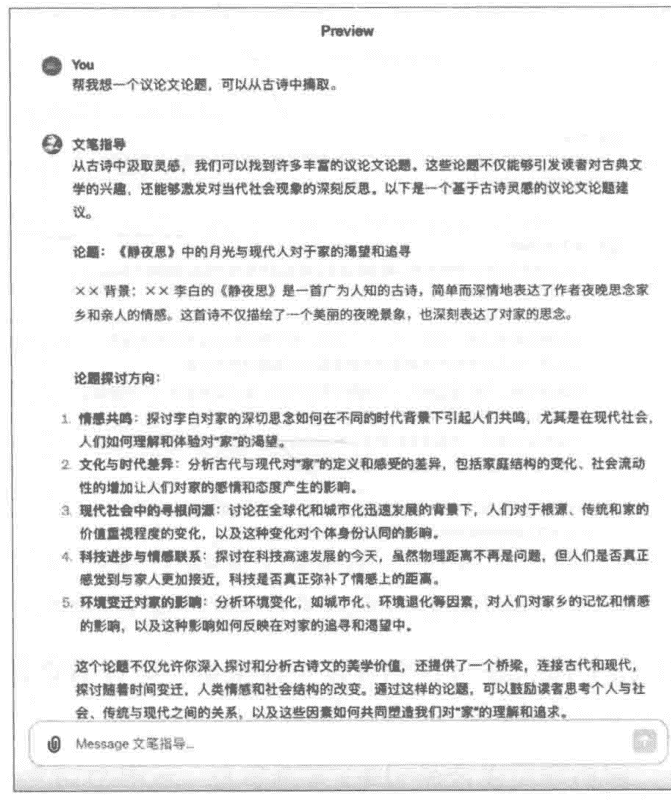 Preview
You
帮我想一个议论文论题，可以从古诗中摘取。
文笔指导
从古诗中汲取灵感，我们可以找到许多丰富的议论文论题。这些论题不仅能够引发读者对古典文
学的兴趣，还能够激发对当代社会现象的深刻反思。以下是一个基于古诗灵感的议论文论题建
议。
论题：《静夜思》中的月光与现代人对于家的渴望和追寻
×× 背景：×× 李白的《静夜思》是一首广为人知的古诗，简单而深情地表达了作者夜晚思念家
乡和亲人的情感。这首诗不仅描绘了一个美丽的夜晚景象，也深刻表达了对家的思念。
论题探讨方向：
1. 情感共鸣：探讨李白对家的深切思念如何在不同的时代背景下引起人们共鸣，尤其是在现代社会，
人们如何理解和体验对“家”的渴望。
2. 文化与时代差异：分析古代与现代对“家”的定义和感受的差异，包括家庭结构的变化、社会流动
性的增加让人们对家的感情和态度产生的影响。
3. 现代社会中的寻根问源：讨论在全球化和城市化迅速发展的背景下，人们对于根源、传统和家的
价值重视程度的变化，以及这种变化对个体身份认同的影响。
4. 科技进步与情感联系：探讨在科技高速发展的今天，虽然物理距离不再是问题，但人们是否真正
感觉到与家人更加接近，科技是否真正弥补了情感上的距离。
5. 环境变迁对家的影响：分析环境变化，如城市化、环境退化等因素，对人们对家乡的记忆和情感
的影响，以及这种影响如何反映在对家的追寻和渴望中。
这个论题不仅允许你深入探讨和分析古诗文的美学价值，还提供了一个桥梁，连接古代和现代，
探讨随着时间变迁，人类情感和社会结构的改变。通过这样的论题，可以鼓励读者思考个人与社
会、传统与现代之间的关系，以及这些因素如何共同塑造我们对“家”的理解和追求。
Message 文笔指导...